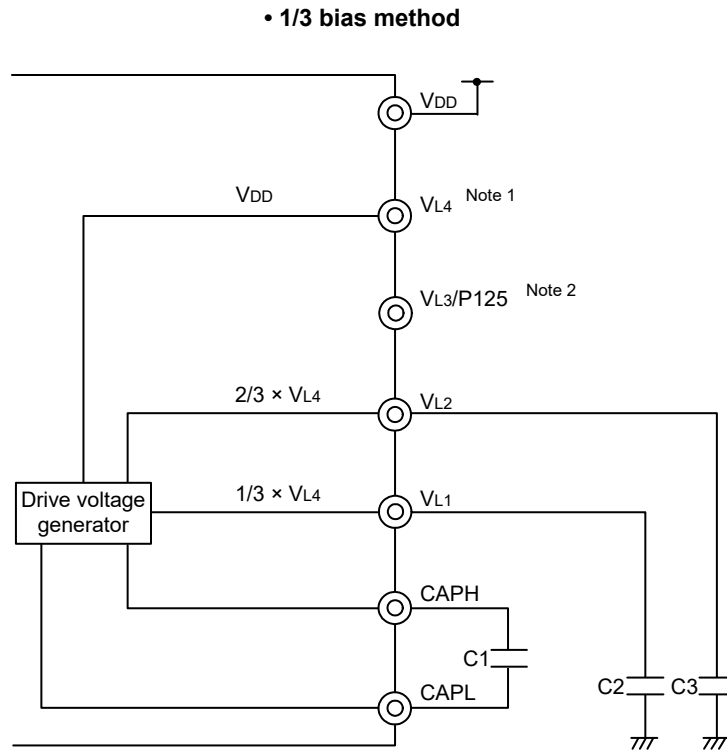 • 1/3 bias method
VDD
VDD
VL4 Note 1
VL3/P125 Note 2
2/3 × VL4
VL2
Drive voltage
generator
1/3 × VL4
VL1
CAPH
C1
C2
C3
CAPL